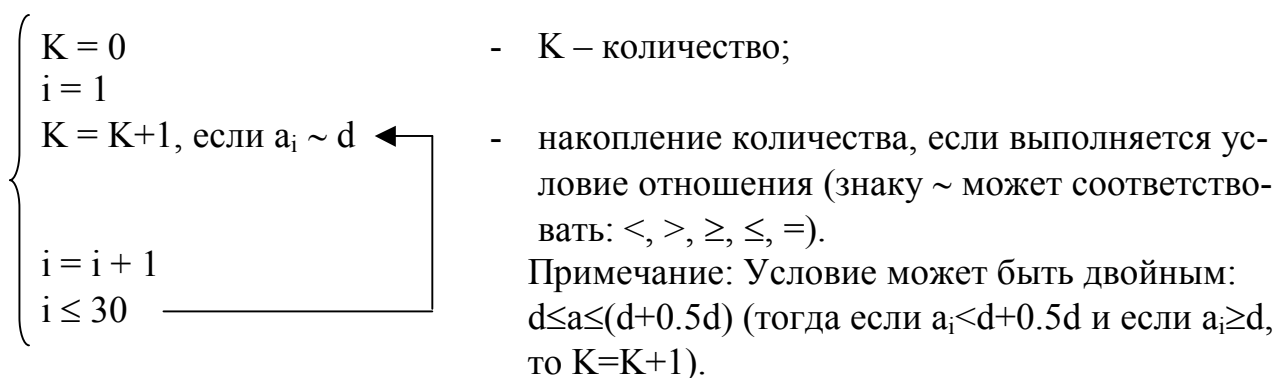 K = 0
i = 1
K = K+1, если aᵢ ~ d
i = i + 1
i ≤ 30
- K – количество;
- накопление количества, если выполняется ус-
ловие отношения (знаку ~ может соответство-
вать: <, >, ≥, ≤, =).
Примечание: Условие может быть двойным:
d≤a≤(d+0.5d) (тогда если aᵢ<d+0.5d и если aᵢ≥d,
то K=K+1).